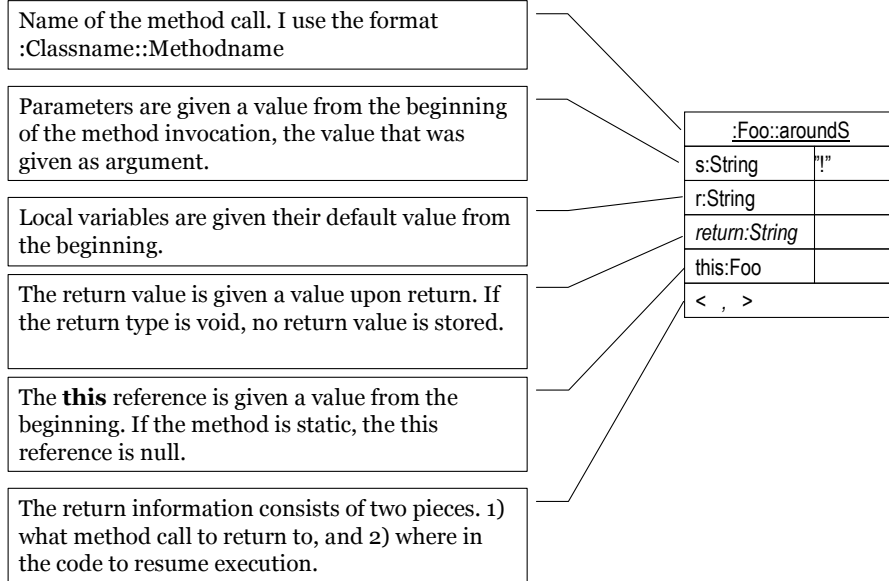 Name of the method call. I use the format
:Classname::Methodname
Parameters are given a value from the beginning
of the method invocation, the value that was
given as argument.
Local variables are given their default value from
the beginning.
The return value is given a value upon return. If
the return type is void, no return value is stored.
The this reference is given a value from the
beginning. If the method is static, the this
reference is null.
The return information consists of two pieces. 1)
what method call to return to, and 2) where in
the code to resume execution.
:Foo::aroundS
s:String ”!”
r:String
return:String
this:Foo
< , >